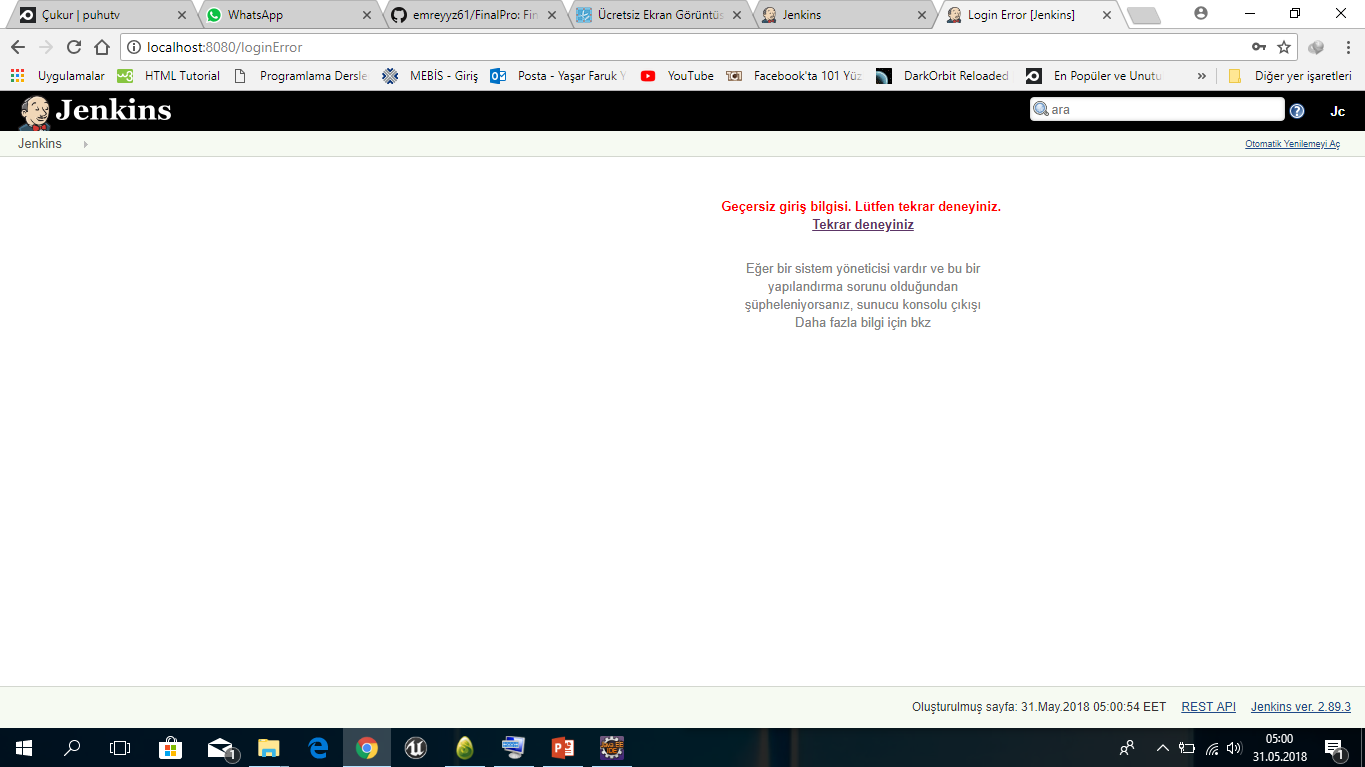 Çukur | puhutv
WhatsApp
emreyyz61/FinalPro: Fin
Ücretsiz Ekran Görüntüs
Jenkins
Login Error [Jenkins]
localhost:8080/loginError
Uygulamalar
HTML Tutorial
Programlama Dersle
MEBİS - Giriş
Posta - Yaşar Faruk Y
YouTube
Facebook'ta 101 Yüz
DarkOrbit Reloaded
En Popüler ve Unutu
»
Diğer yer işaretleri
Jenkins
ara
Jc
Jenkins
Otomatik Yenilemeyi Aç
Geçersiz giriş bilgisi. Lütfen tekrar deneyiniz.
Tekrar deneyiniz
Eğer bir sistem yöneticisi vardır ve bu bir
yapılandırma sorunu olduğundan
şüpheleniyorsanız, sunucu konsolu çıkışı
Daha fazla bilgi için bkz
Oluşturulmuş sayfa: 31.May.2018 05:00:54 EET
REST API
Jenkins ver. 2.89.3
1
05:00
31.05.2018
1